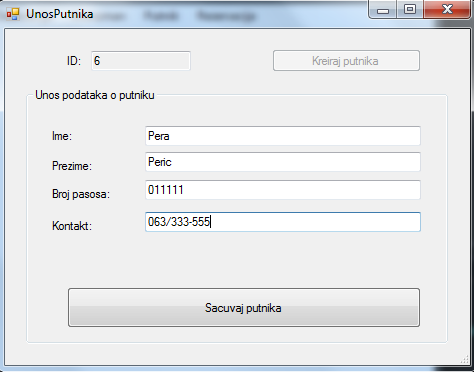 UnosPutnika
ID: 6
Kreiraj putnika
Unos podataka o putniku
Ime: Pera
Prezime: Peric
Broj pasosa: 011111
Kontakt: 063/333-555
Sacuvaj putnika